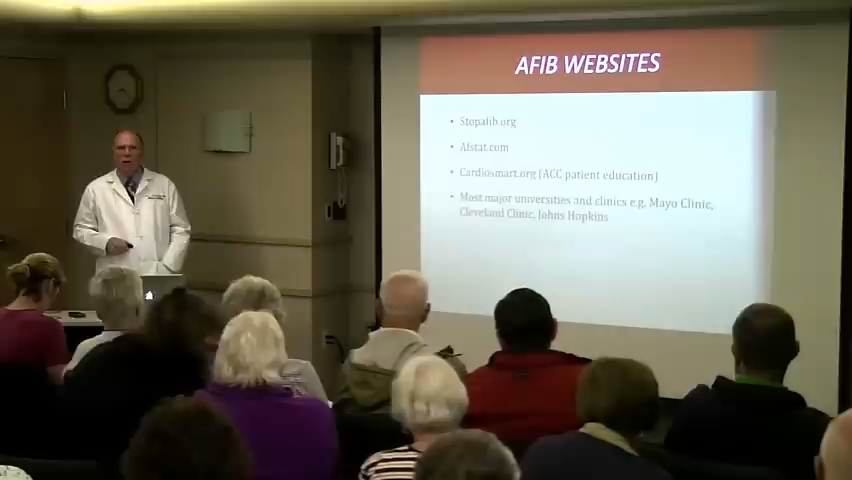 AFIB WEBSITES
• Stopafib.org
• Afstat.com
• Cardiosmart.org (ACC patient education)
• Most major universities and clinics e.g. Mayo Clinic,
Cleveland Clinic, Johns Hopkins